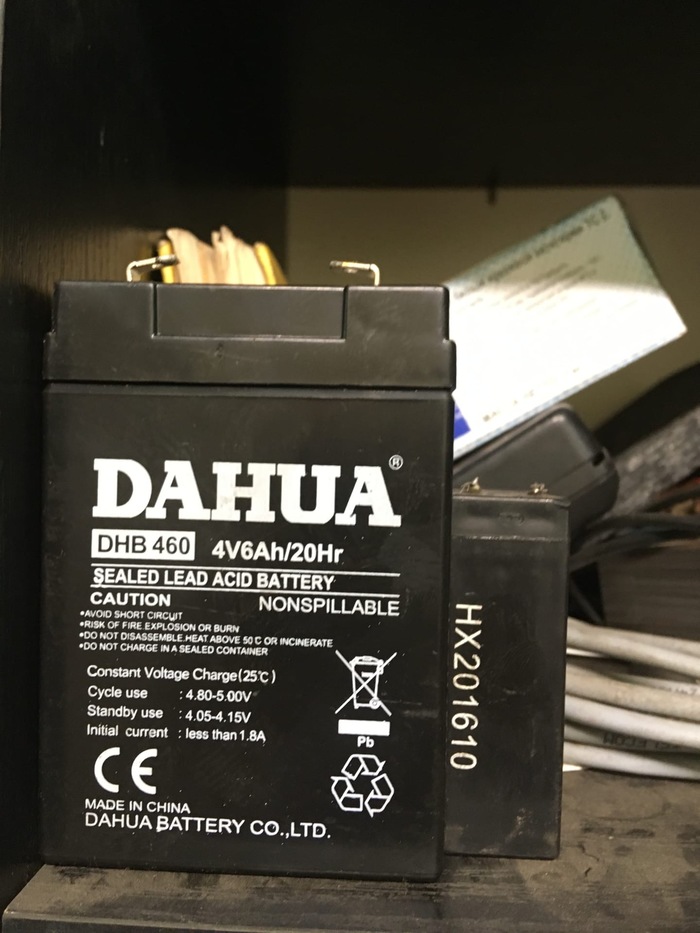 DAHUA®
DHB 460 4V6Ah/20Hr
SEALED LEAD ACID BATTERY
CAUTION NONSPILLABLE
•AVOID SHORT CIRCUIT
•RISK OF FIRE.EXPLOSION OR BURN
•DO NOT DISASSEMBLE.HEAT ABOVE 50℃ OR INCINERATE
•DO NOT CHARGE IN A SEALED CONTAINER
Constant Voltage Charge(25℃)
Cycle use : 4.80-5.00V
Standby use : 4.05-4.15V
Initial current : less than 1.8A
Pb
CE
MADE IN CHINA
DAHUA BATTERY CO.,LTD.
HX201610